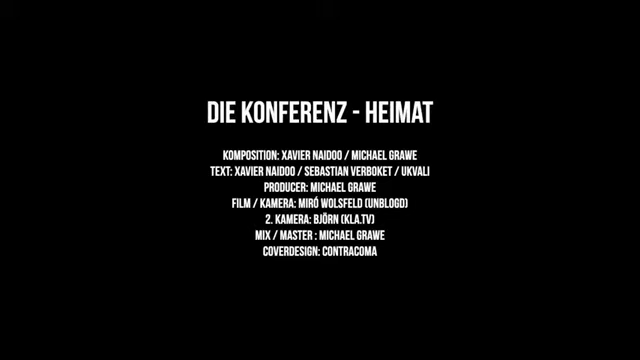 DIE KONFERENZ - HEIMAT
KOMPOSITION: XAVIER NAIDOO / MICHAEL GRAWE
TEXT: XAVIER NAIDOO / SEBASTIAN VERBOKET / UKVALI
PRODUCER: MICHAEL GRAWE
FILM / KAMERA: MIRÓ WOLSFELD (UNBLOGD)
2. KAMERA: BJÖRN (KLA.TV)
MIX / MASTER : MICHAEL GRAWE
COVERDESIGN: CONTRACOMA